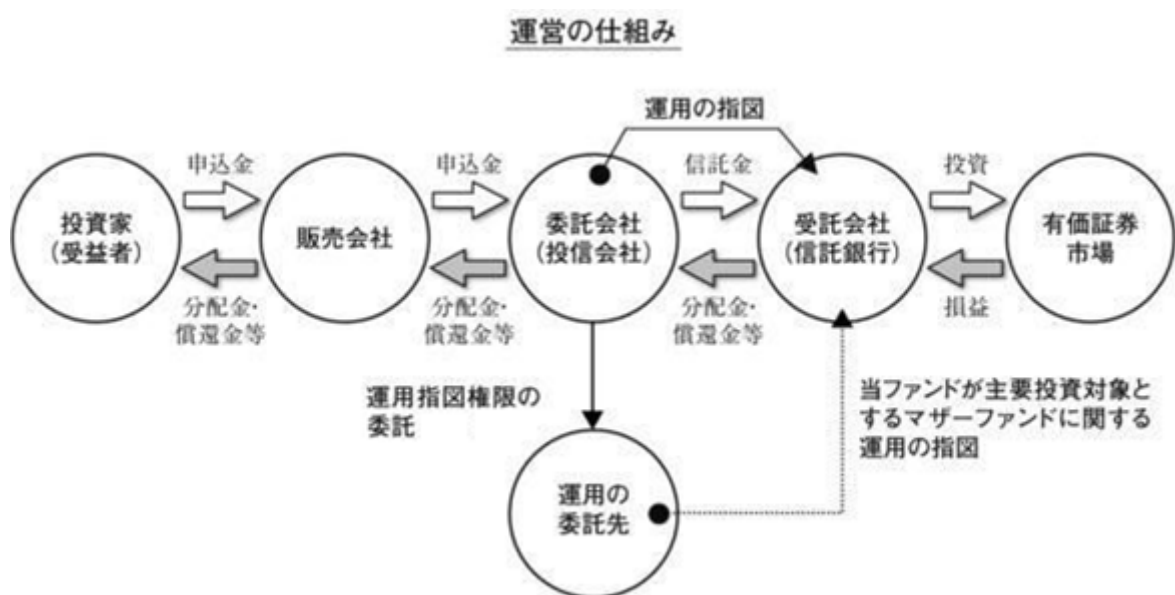 運営の仕組み
運用の指図
申込金
申込金
信託金
投資
投資家
(受益者)
販売会社
委託会社
(投信会社)
受託会社
(信託銀行)
有価証券
市場
分配金・
償還金等
分配金・
償還金等
分配金・
償還金等
損益
運用指図権限の
委託
当ファンドが主要投資対象と
するマザーファンドに関する
運用の指図
運用の
委託先